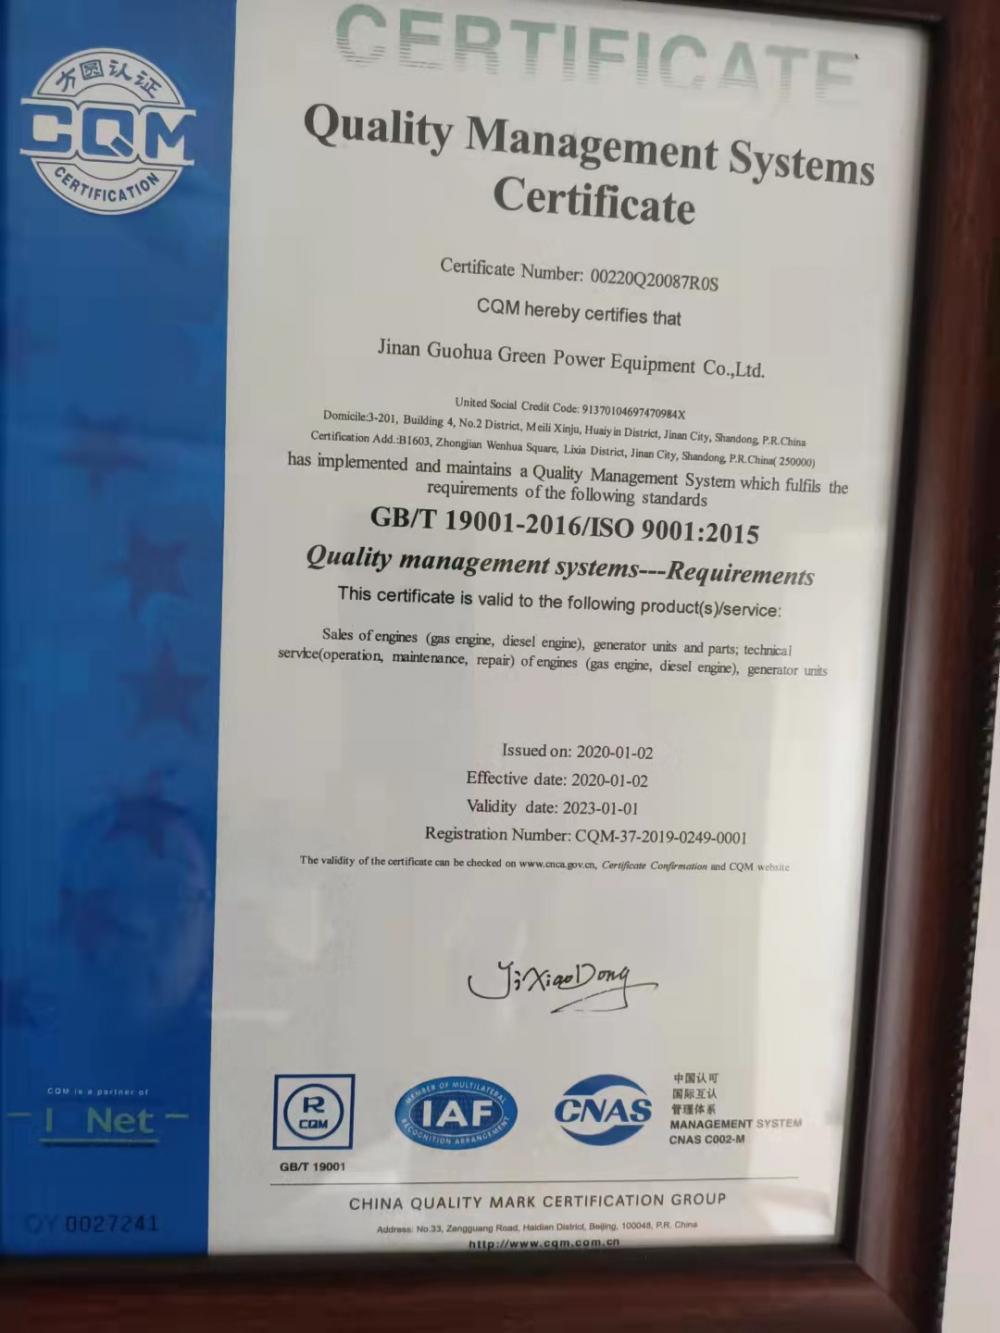 CERTIFICATE
方圆认证
CQM
CERTIFICATION
Quality Management Systems
Certificate
Certificate Number: 00220Q20087R0S
CQM hereby certifies that
Jinan Guohua Green Power Equipment Co.,Ltd.
United Social Credit Code: 91370104697470984X
Domicile:3-201, Building 4, No.2 District, Meili Xinju, Huaiyin District, Jinan City, Shandong, P.R.China
Certification Add.:B1603, Zhongjian Wenhua Square, Lixia District, Jinan City, Shandong, P.R.China( 250000)
has implemented and maintains a Quality Management System which fulfils the
requirements of the following standards
GB/T 19001-2016/ISO 9001:2015
Quality management systems---Requirements
This certificate is valid to the following product(s)/service:
Sales of engines (gas engine, diesel engine), generator units and parts; technical
service(operation, maintenance, repair) of engines (gas engine, diesel engine), generator units
Issued on: 2020-01-02
Effective date: 2020-01-02
Validity date: 2023-01-01
Registration Number: CQM-37-2019-0249-0001
The validity of the certificate can be checked on www.cnca.gov.cn, Certificate Confirmation and CQM website
JiXiaoDong
CQM is a partner of
I Net
QY 0027241
R
CQM
GB/T 19001
MEMBER OF MULTILATERAL
IAF
RECOGNITION ARRANGEMENT
CNAS
中国认可
国际互认
管理体系
MANAGEMENT SYSTEM
CNAS C002-M
CHINA QUALITY MARK CERTIFICATION GROUP
Address: No.33, Zengguang Road, Haidian District, Beijing, 100048, P.R. China
http://www.cqm.com.cn